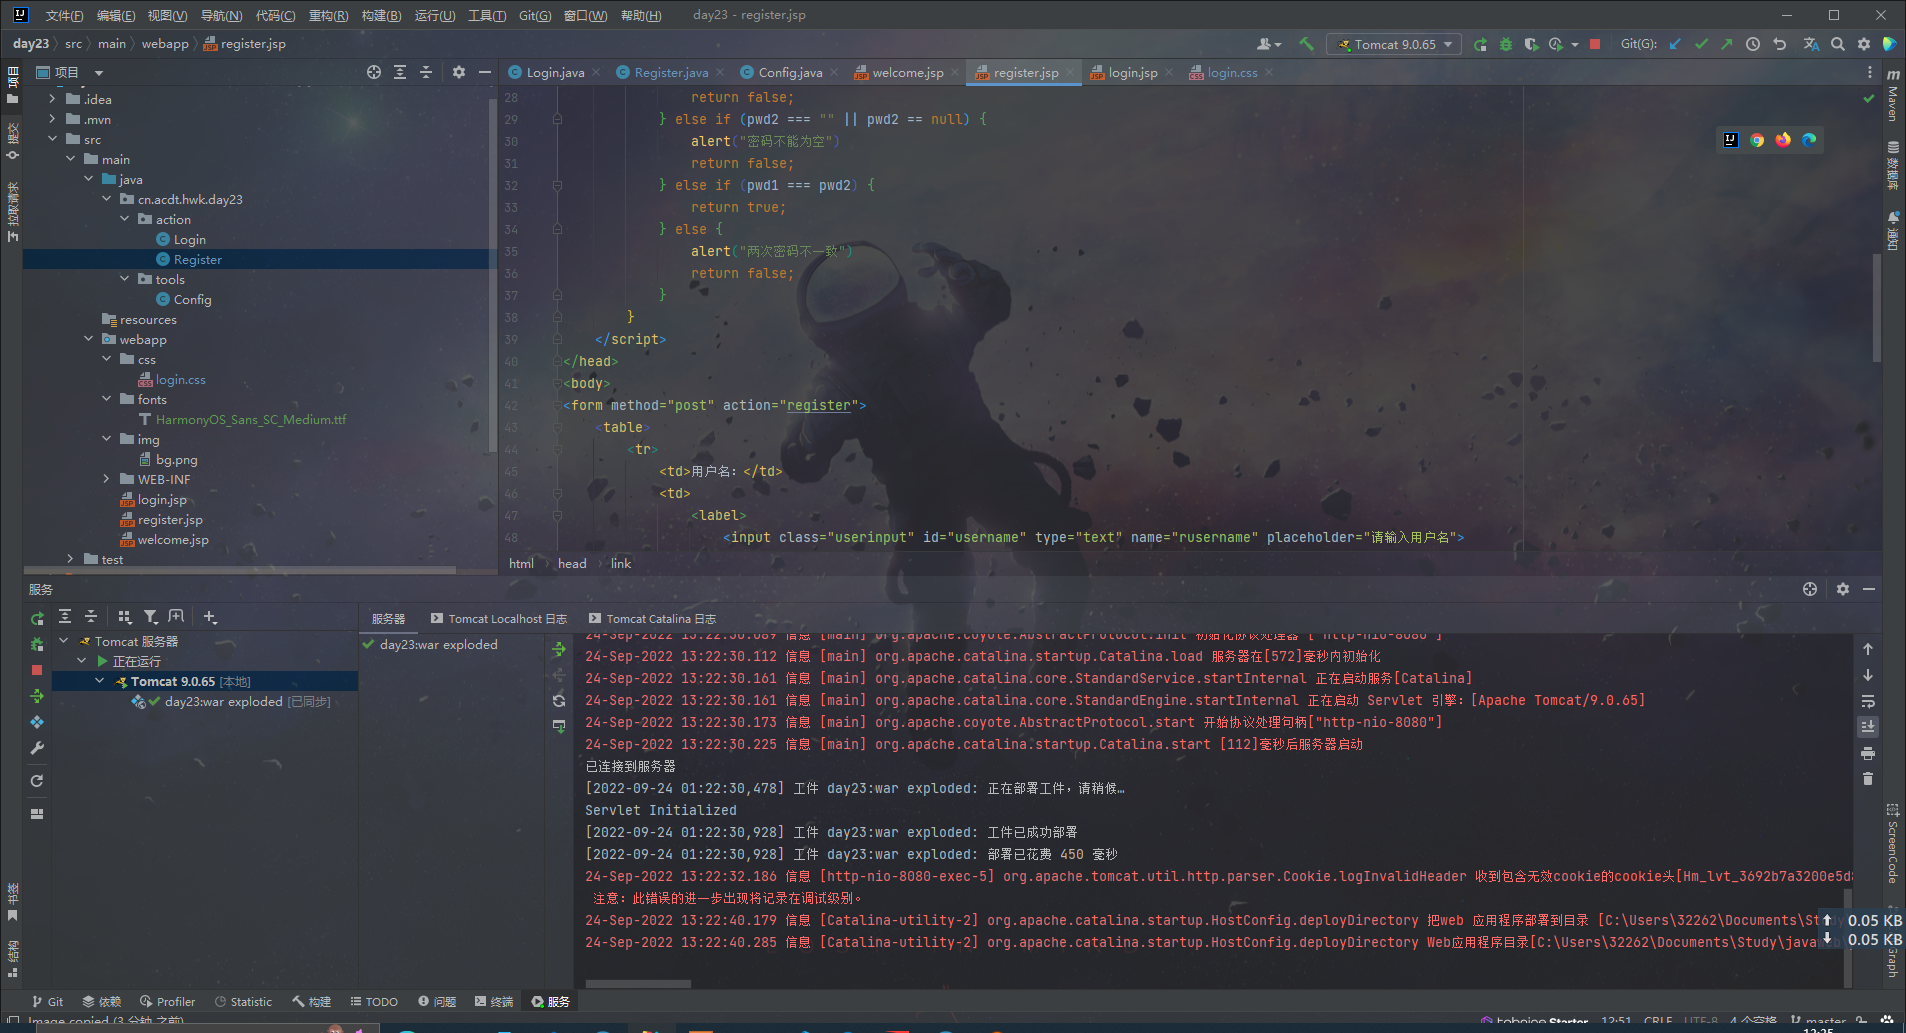 文件(F) 编辑(E) 视图(V) 导航(N) 代码(C) 重构(R) 构建(B) 运行(U) 工具(T) Git(G) 窗口(W) 帮助(H) day23 - register.jsp
day23 src main webapp register.jsp
Tomcat 9.0.65 Git(G):
项目
Login.java Register.java Config.java welcome.jsp register.jsp login.jsp login.css
项目
提交
拉取请求
.idea
.mvn
src
main
java
cn.acdt.hwk.day23
action
Login
Register
tools
Config
resources
webapp
css
login.css
fonts
HarmonyOS_Sans_SC_Medium.ttf
img
bg.png
WEB-INF
login.jsp
register.jsp
welcome.jsp
test
28 return false;
29 } else if (pwd2 === "" || pwd2 == null) {
30 alert("密码不能为空")
31 return false;
32 } else if (pwd1 === pwd2) {
33 return true;
34 } else {
35 alert("两次密码不一致")
36 return false;
37 }
38 }
39 </script>
40 </head>
41 <body>
42 <form method="post" action="register">
43 <table>
44 <tr>
45 <td>用户名：</td>
46 <td>
47 <label>
48 <input class="userinput" id="username" type="text" name="rusername" placeholder="请输入用户名">
html head link
Maven
数据库
通知
服务
服务器 Tomcat Localhost 日志 Tomcat Catalina 日志
Tomcat 服务器
正在运行
Tomcat 9.0.65 [本地]
day23:war exploded [已同步]
day23:war exploded
24-Sep-2022 13:22:30.089 信息 [main] org.apache.coyote.AbstractProtocol.init 初始化协议处理器 ["http-nio-8080"]
24-Sep-2022 13:22:30.112 信息 [main] org.apache.catalina.startup.Catalina.load 服务器在[572]毫秒内初始化
24-Sep-2022 13:22:30.161 信息 [main] org.apache.catalina.core.StandardService.startInternal 正在启动服务[Catalina]
24-Sep-2022 13:22:30.161 信息 [main] org.apache.catalina.core.StandardEngine.startInternal 正在启动 Servlet 引擎：[Apache Tomcat/9.0.65]
24-Sep-2022 13:22:30.173 信息 [main] org.apache.coyote.AbstractProtocol.start 开始协议处理句柄["http-nio-8080"]
24-Sep-2022 13:22:30.225 信息 [main] org.apache.catalina.startup.Catalina.start [112]毫秒后服务器启动
已连接到服务器
[2022-09-24 01:22:30,478] 工件 day23:war exploded: 正在部署工件，请稍候…
Servlet Initialized
[2022-09-24 01:22:30,928] 工件 day23:war exploded: 工件已成功部署
[2022-09-24 01:22:30,928] 工件 day23:war exploded: 部署已花费 450 毫秒
24-Sep-2022 13:22:32.186 信息 [http-nio-8080-exec-5] org.apache.tomcat.util.http.parser.Cookie.logInvalidHeader 收到包含无效cookie的cookie头[Hm_lvt_3692b7a3200e5d
注意：此错误的进一步出现将记录在调试级别。
24-Sep-2022 13:22:40.179 信息 [Catalina-utility-2] org.apache.catalina.startup.HostConfig.deployDirectory 把web 应用程序部署到目录 [C:\Users\32262\Documents\St
24-Sep-2022 13:22:40.285 信息 [Catalina-utility-2] org.apache.catalina.startup.HostConfig.deployDirectory Web应用程序目录[C:\Users\32262\Documents\Study\java
0.05 KB
0.05 KB
ScreenCode
书签
结构
Git 依赖 Profiler Statistic 构建 TODO 问题 终端 服务
Image copied (3 分钟 之前)
12:51 CRLF UTF-8 4 个空格 master